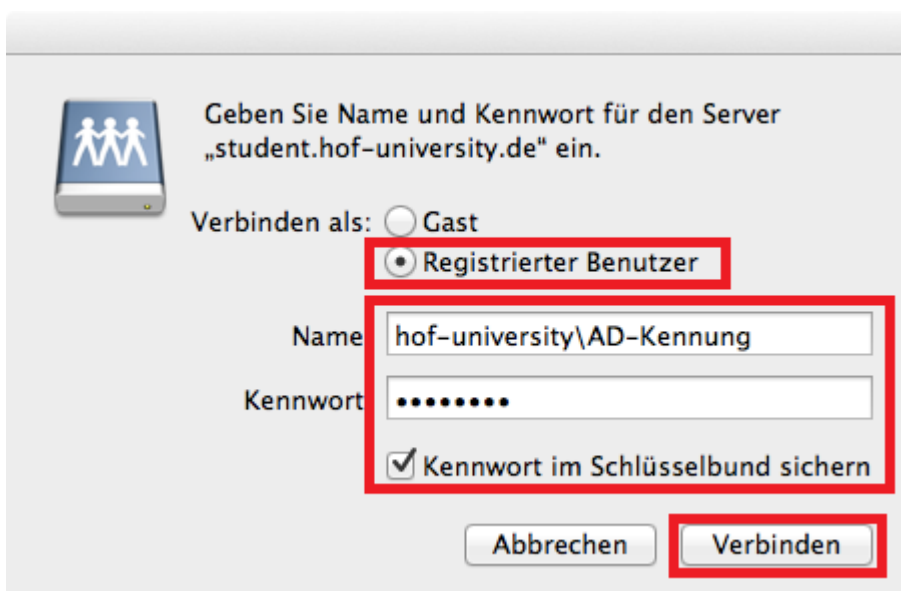 Geben Sie Name und Kennwort für den Server
„student.hof-university.de" ein.
Verbinden als: Gast
Registrierter Benutzer
Name hof-university\AD-Kennung
Kennwort ••••••••
Kennwort im Schlüsselbund sichern
Abbrechen Verbinden